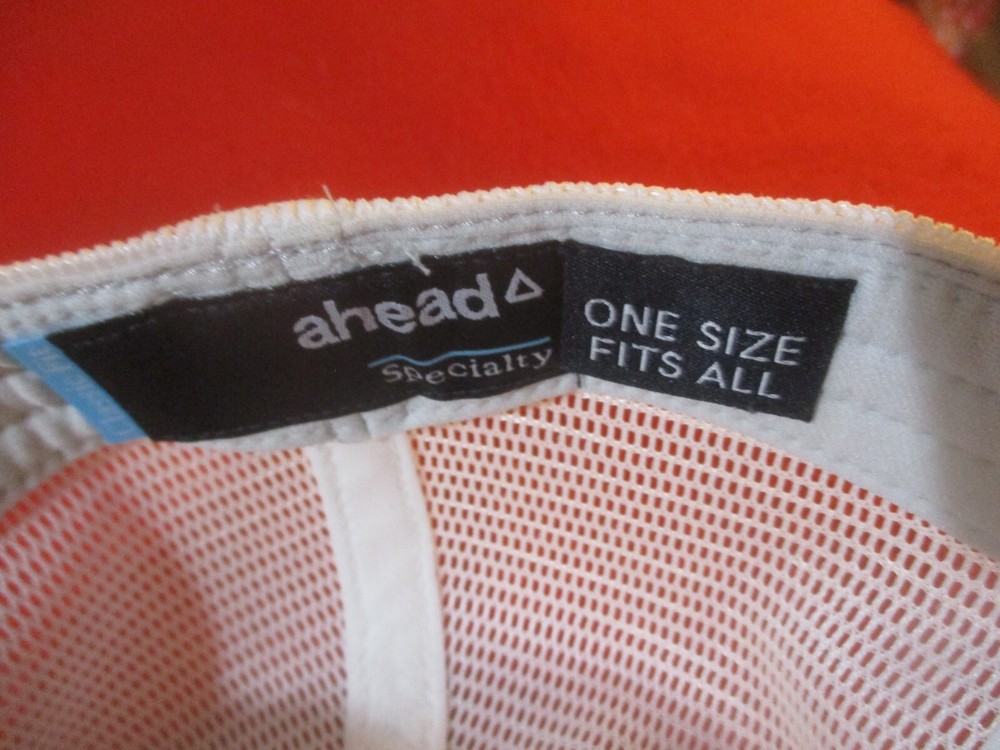 ahead
Specialty
ONE SIZE
FITS ALL